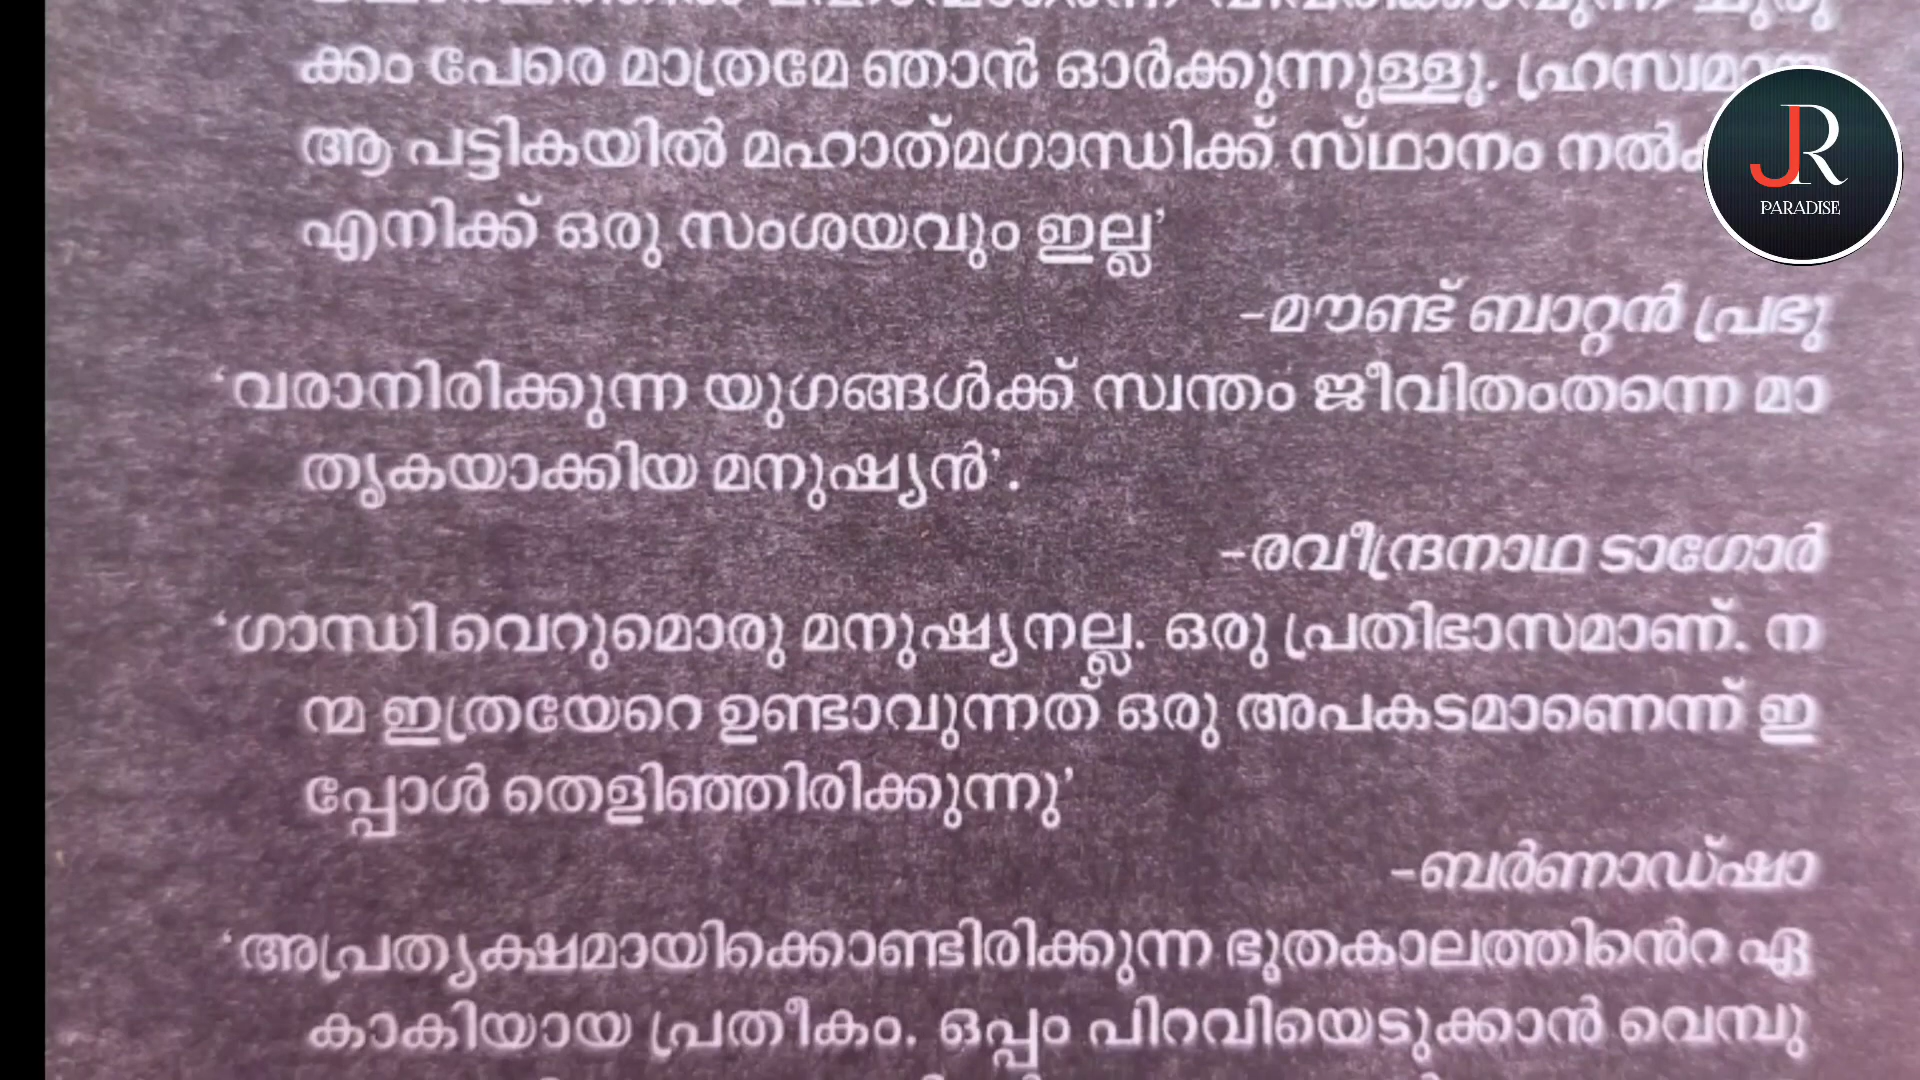 ക്കം പേരെ മാത്രമേ ഞാൻ ഓർക്കുന്നുള്ളൂ. ഹ്രസ്വമായ
ആ പട്ടികയിൽ മഹാത്മഗാന്ധിക്ക് സ്ഥാനം
എനിക്ക് ഒരു സംശയവും ഇല്ല’
–മൗണ്ട് ബാറ്റൻ പ്രഭു
‘വരാനിരിക്കുന്ന യുഗങ്ങൾക്ക് സ്വന്തം ജീവിതംതന്നെ മാ
തൃകയാക്കിയ മനുഷ്യൻ’.
–രവീന്ദ്രനാഥ ടാഗോർ
‘ഗാന്ധി വെറുമൊരു മനുഷ്യനല്ല. ഒരു പ്രതിഭാസമാണ്. ന
ന്മ ഇത്രയേറെ ഉണ്ടാവുന്നത് ഒരു അപകടമാണെന്ന് ഇ
പ്പോൾ തെളിഞ്ഞിരിക്കുന്നു’
–ബർണാഡ്ഷാ
‘അപ്രത്യക്ഷമായിക്കൊണ്ടിരിക്കുന്ന ഭൂതകാലത്തിൻെറ ഏ
കാകിയായ പ്രതീകം. ഒപ്പം പിറവിയെടുക്കാൻ വെമ്പു
JR
PARADISE